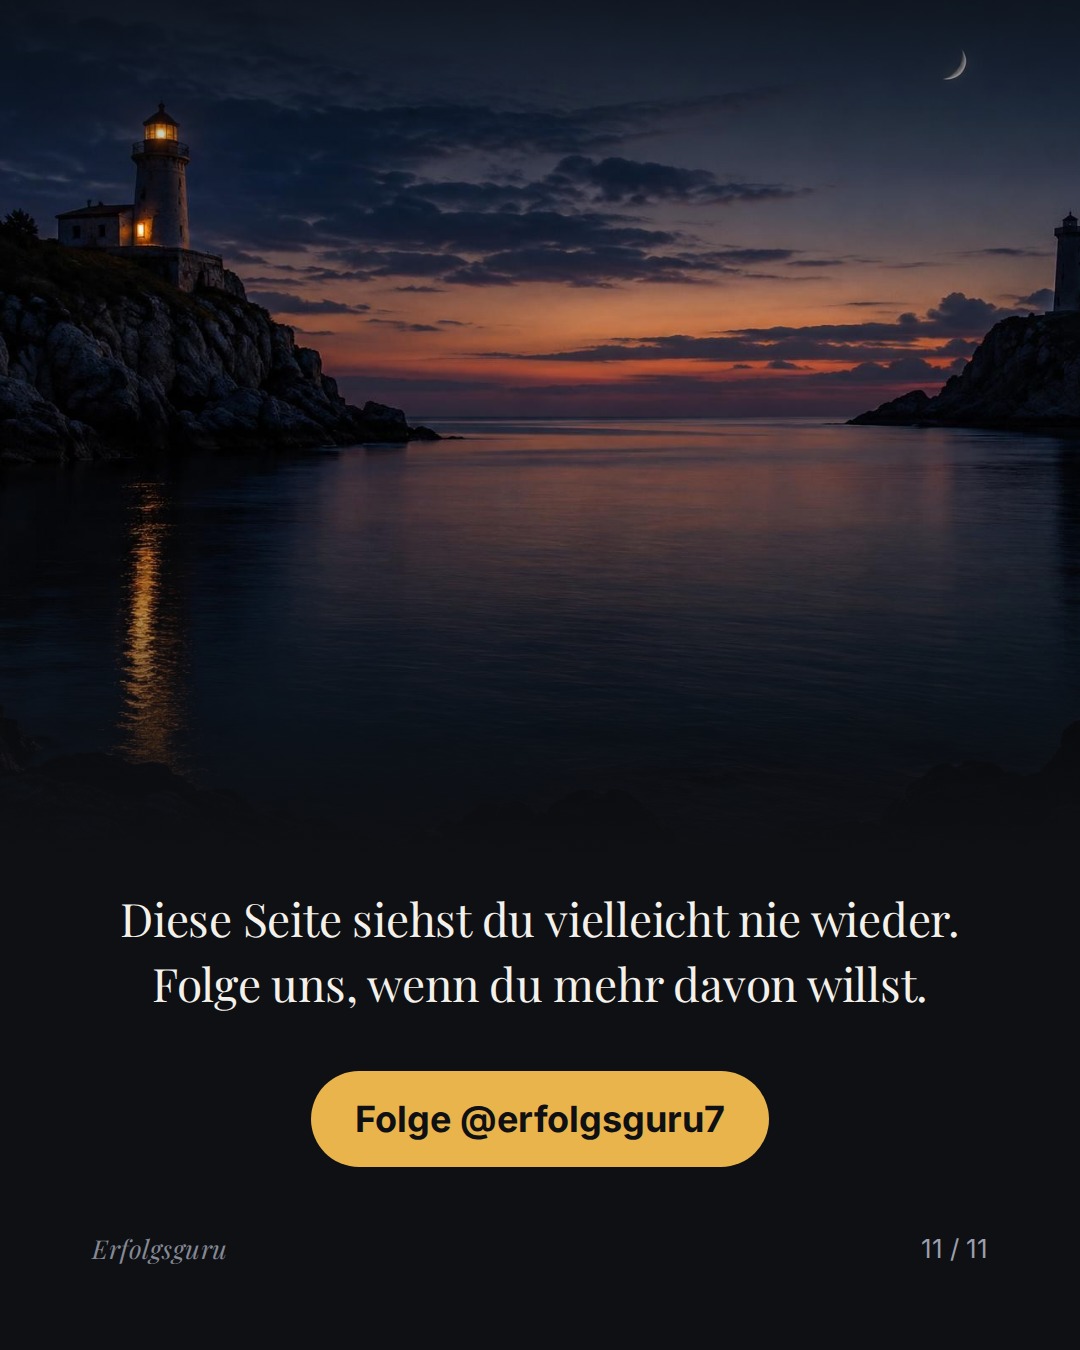 Diese Seite siehst du vielleicht nie wieder.
Folge uns, wenn du mehr davon willst.
Folge @erfolgsguru7
Erfolgsguru
11 / 11